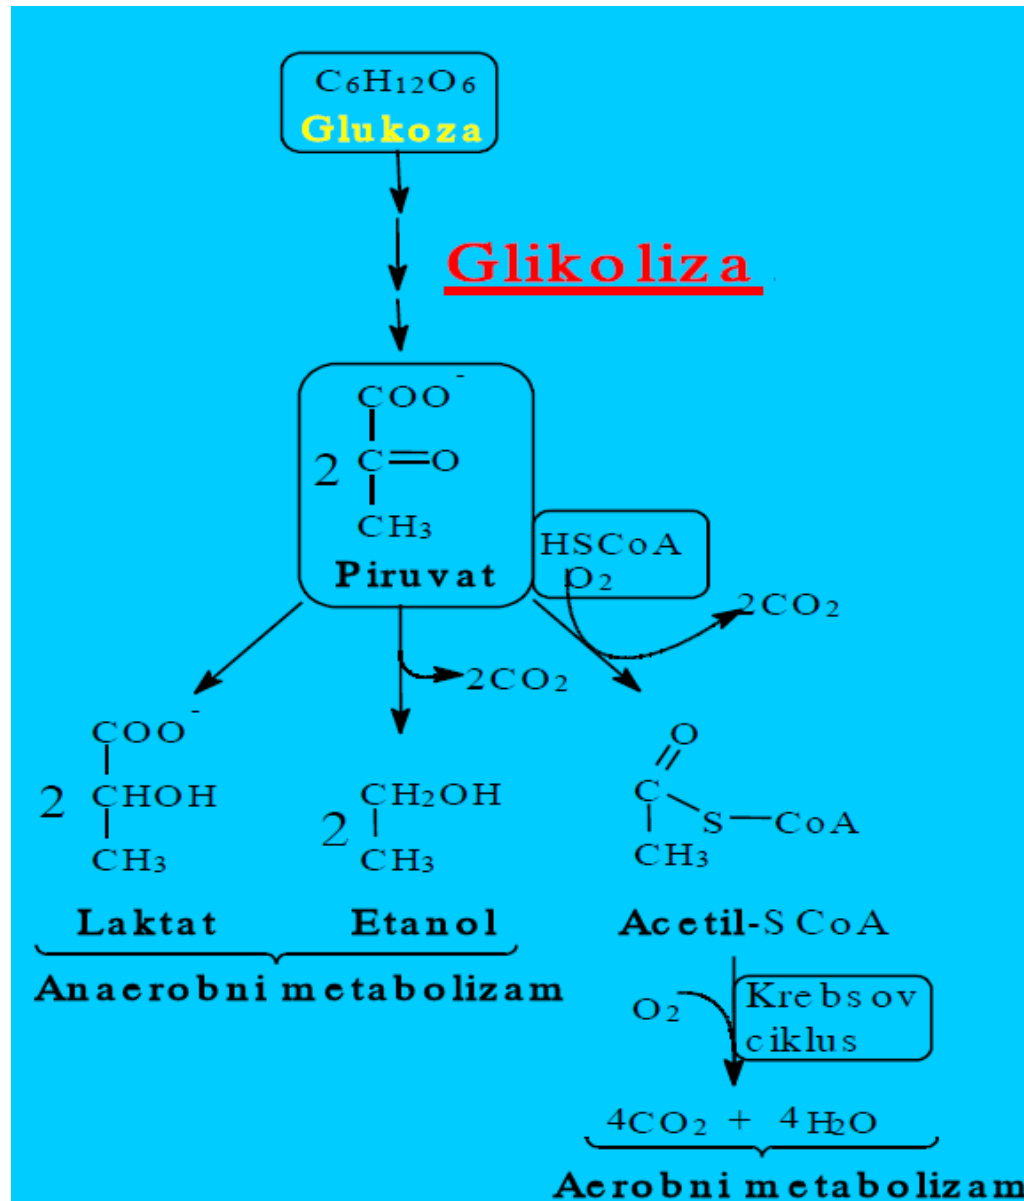 C₆H₁₂O₆
Glukoza
Glikoliza
COO⁻
2 C=O
CH₃
Piruvat
HSCoA
O₂
2CO₂
2CO₂
COO⁻
2 CHOH
CH₃
Laktat
2 CH₂OH
CH₃
Etanol
O
C
S—CoA
CH₃
Acetil-SCoA
Anaerobni metabolizam
O₂
Krebsov
ciklus
4CO₂ + 4H₂O
Aerobni metabolizam